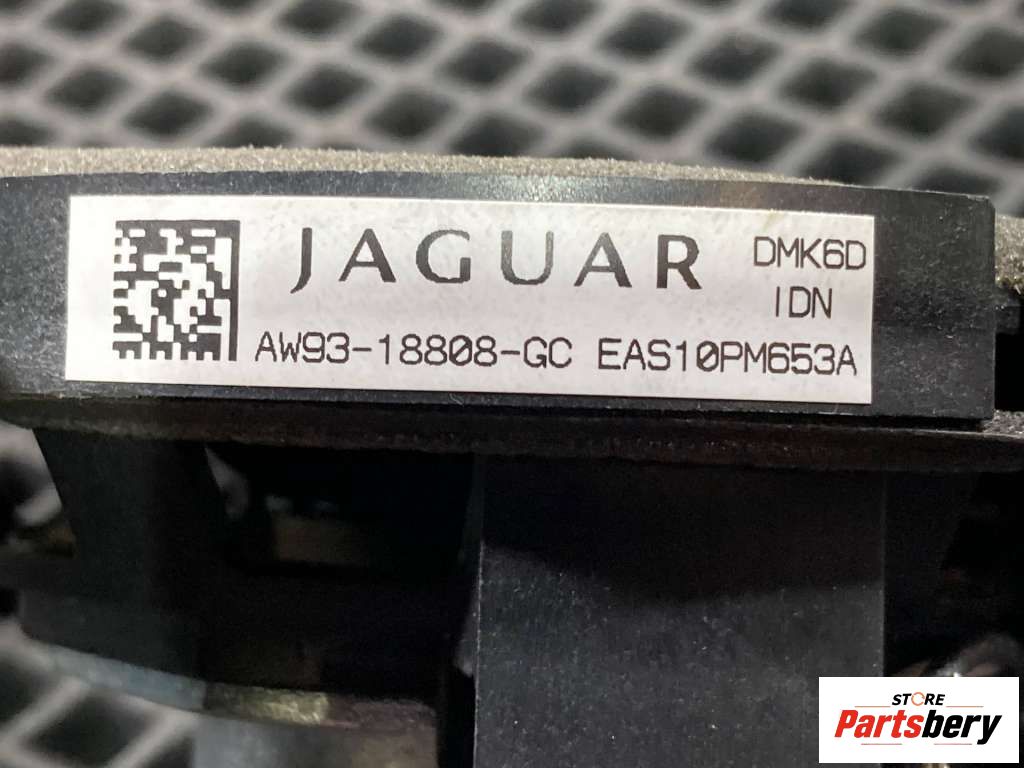 JAGUAR DMK6D
IDN
AW93-18808-GC EAS10PM653A
STORE
Partsbery